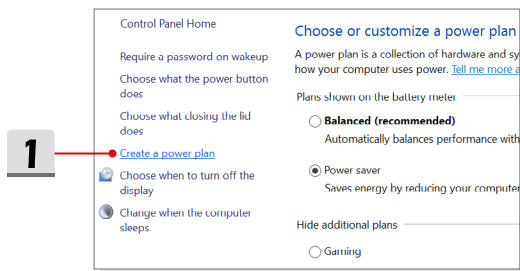 Control Panel Home
Require a password on wakeup
Choose what the power button
does
Choose what closing the lid
does
1
Create a power plan
Choose when to turn off the
display
Change when the computer
sleeps
Choose or customize a power plan
A power plan is a collection of hardware and sy
how your computer uses power. Tell me more a
Plans shown on the battery meter
Balanced (recommended)
Automatically balances performance with
Power saver
Saves energy by reducing your computer
Hide additional plans
Gaming